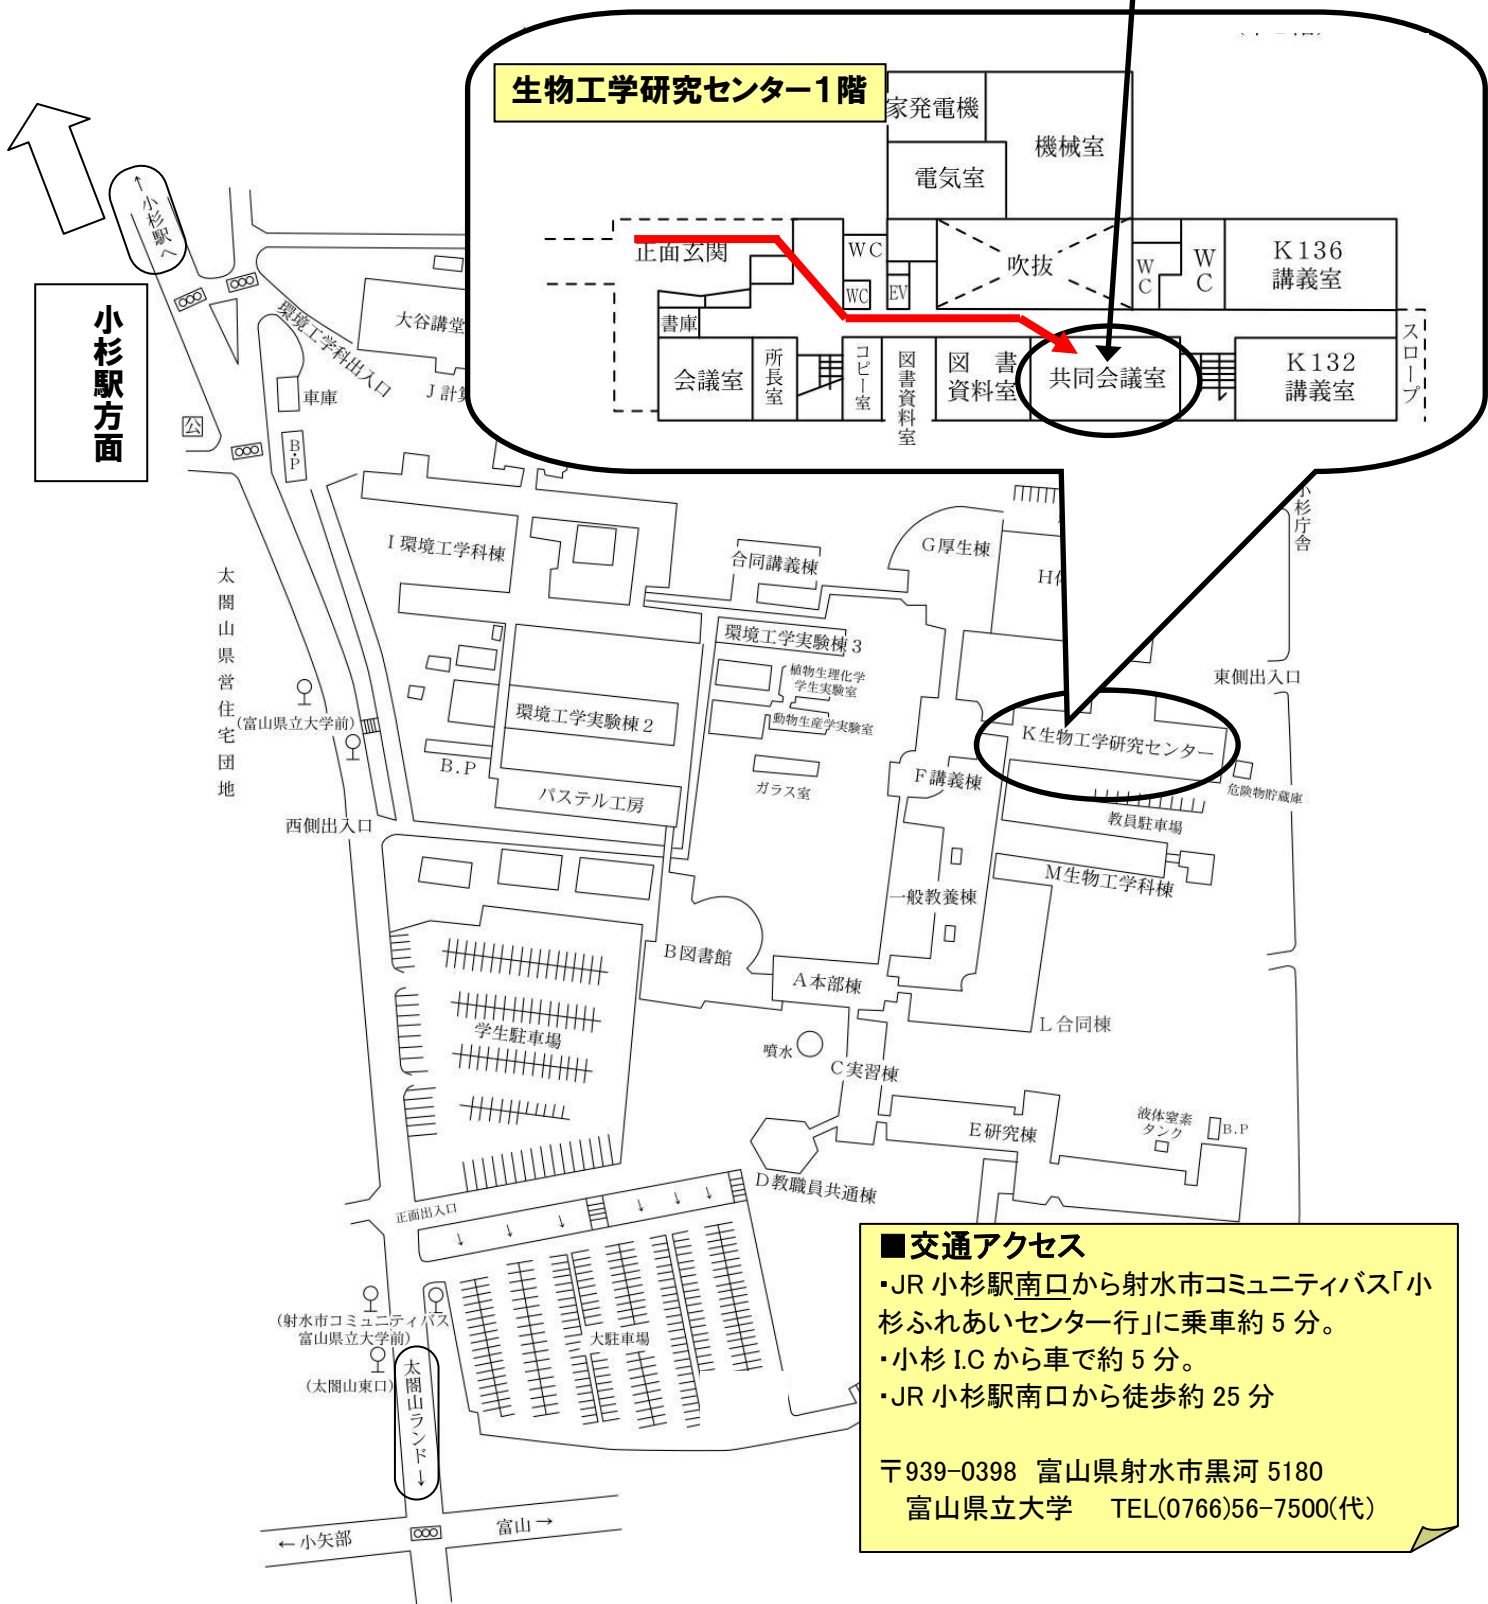 生物工学研究センター1階
家発電機
機械室
電気室
正面玄関
WC
WC
EV
吹抜
WC
WC
K136
講義室
書庫
会議室
所長室
コピー室
図書資料室
図書
資料室
共同会議室
K132
講義室
スロープ
←小杉駅へ
小杉駅方面
環境工学科出入口
大谷講堂
車庫
J計算
公
B.P
I環境工学科棟
合同講義棟
G厚生棟
H体
小杉庁舎
太閤山県営住宅団地
環境工学実験棟3
植物生理化学
学生実験室
動物生産学実験室
環境工学実験棟2
(富山県立大学前)
B.P
パステル工房
ガラス室
東側出入口
K生物工学研究センター
F講義棟
危険物貯蔵庫
教員駐車場
西側出入口
M生物工学科棟
一般教養棟
B図書館
A本部棟
学生駐車場
L合同棟
噴水
C実習棟
E研究棟
液体窒素
タンク
B.P
D教職員共通棟
正面出入口
(射水市コミュニティバス
富山県立大学前)
大駐車場
(太閤山東口)
太閤山ランド→
←小矢部
富山→
■交通アクセス
・JR小杉駅南口から射水市コミュニティバス「小
杉ふれあいセンター行」に乗車約5分。
・小杉I.Cから車で約5分。
・JR小杉駅南口から徒歩約25分
〒939-0398 富山県射水市黒河5180
富山県立大学 TEL(0766)56-7500(代)